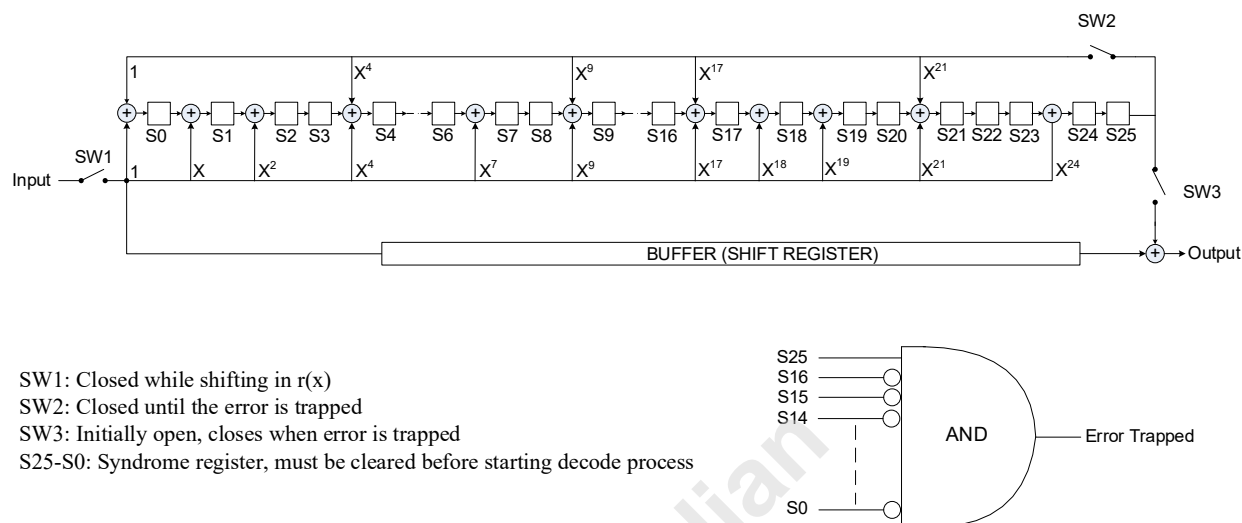 SW2
1 X4 X9 X17 X21
S0 S1 S2 S3 S4 S6 S7 S8 S9 S16 S17 S18 S19 S20 S21 S22 S23 S24 S25
SW1
Input 1 X X2 X4 X7 X9 X17 X18 X19 X21 X24
SW3
BUFFER (SHIFT REGISTER)
Output
SW1: Closed while shifting in r(x)
SW2: Closed until the error is trapped
SW3: Initially open, closes when error is trapped
S25-S0: Syndrome register, must be cleared before starting decode process
S25
S16
S15
S14
S0
AND
Error Trapped